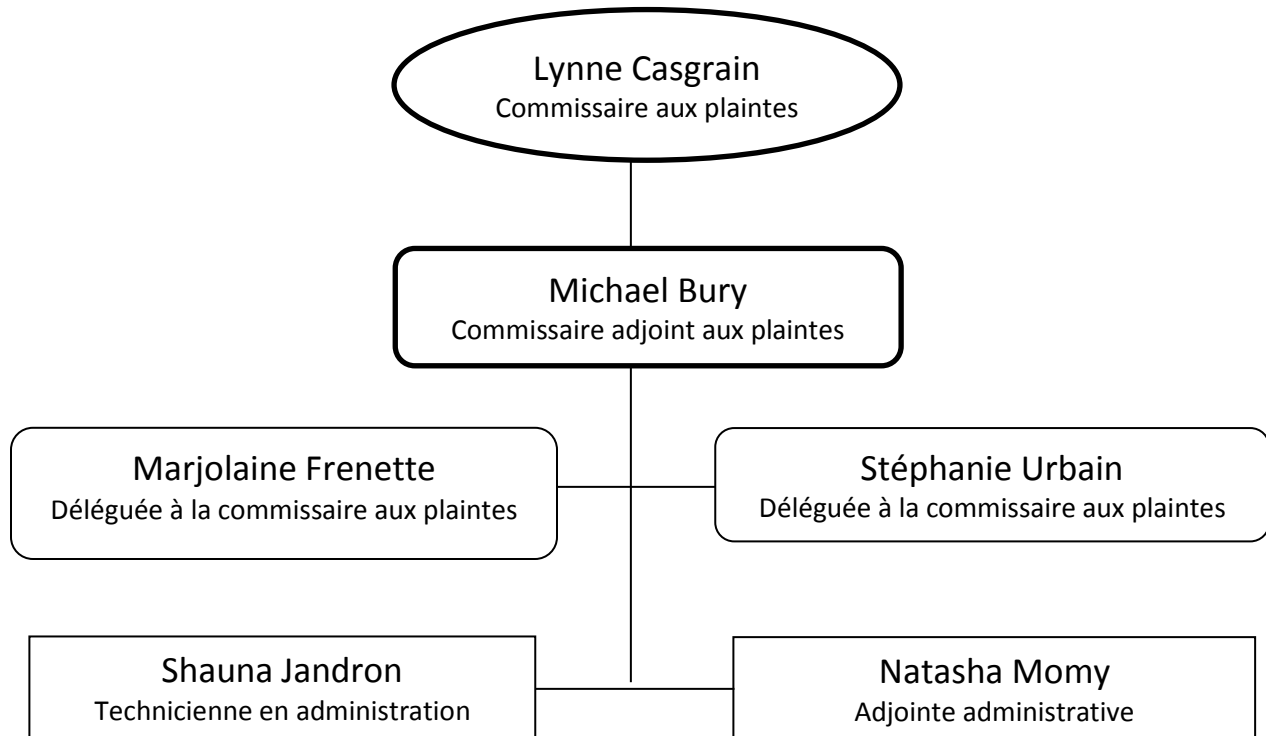 Lynne Casgrain
Commissaire aux plaintes
Michael Bury
Commissaire adjoint aux plaintes
Marjolaine Frenette
Déléguée à la commissaire aux plaintes
Stéphanie Urbain
Déléguée à la commissaire aux plaintes
Shauna Jandron
Technicienne en administration
Natasha Momy
Adjointe administrative